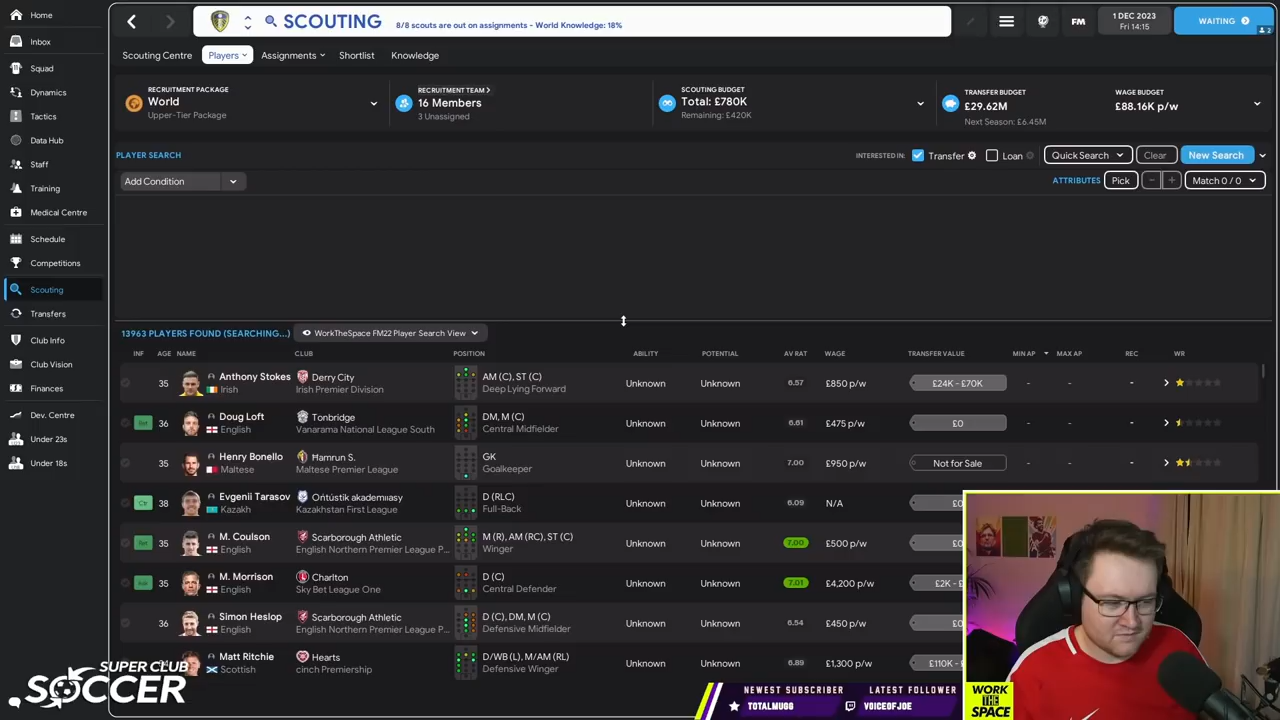 Home
Inbox
Squad
Dynamics
Tactics
Data Hub
Staff
Training
Medical Centre
Schedule
Competitions
Scouting
Transfers
Club Info
Club Vision
Finances
Dev. Centre
Under 23s
Under 18s
SCOUTING
8/8 scouts are out on assignments - World Knowledge: 18%
FM
1 DEC 2023
Fri 14:15
WAITING
2
Scouting Centre Players Assignments Shortlist Knowledge
RECRUITMENT PACKAGE
World
Upper-Tier Package
RECRUITMENT TEAM
16 Members
3 Unassigned
SCOUTING BUDGET
Total: £780K
Remaining: £420K
TRANSFER BUDGET
£29.62M
Next Season: £6.45M
WAGE BUDGET
£88.16K p/w
PLAYER SEARCH
INTERESTED IN: Transfer Loan Quick Search Clear New Search
Add Condition
ATTRIBUTES Pick - + Match 0 / 0
13963 PLAYERS FOUND (SEARCHING...) WorkTheSpace FM22 Player Search View
INF AGE NAME CLUB POSITION ABILITY POTENTIAL AV RAT WAGE TRANSFER VALUE MIN AP MAX AP REC WR
35 Anthony Stokes Derry City AM (C), ST (C) Unknown Unknown 6.57 £850 p/w £24K - £70K - - -
Irish Irish Premier Division Deep Lying Forward
36 Doug Loft Tonbridge DM, M (C) Unknown Unknown 6.61 £475 p/w £0 - - -
English Vanarama National League South Central Midfielder
35 Henry Bonello Ħamrun S. GK Unknown Unknown 7.00 £950 p/w Not for Sale - - -
Maltese Maltese Premier League Goalkeeper
38 Evgenii Tarasov Ońtústik akademııasy D (RLC) Unknown Unknown 6.09 N/A £0
Kazakh Kazakhstan First League Full-Back
35 M. Coulson Scarborough Athletic M (R), AM (RC), ST (C) Unknown Unknown 7.00 £500 p/w £0
English English Northern Premier League P... Winger
35 M. Morrison Charlton D (C) Unknown Unknown 7.01 £4,200 p/w £2K - £
English Sky Bet League One Central Defender
36 Simon Heslop Scarborough Athletic D (C), DM, M (C) Unknown Unknown 6.54 £450 p/w £0
English English Northern Premier League P... Defensive Midfielder
Matt Ritchie Hearts D/WB (L), M/AM (RL) Unknown Unknown 6.89 £1,300 p/w £110K -
Scottish cinch Premiership Defensive Winger
SUPER CLUB
SOCCER
NEWEST SUBSCRIBER
TOTALMUGG
LATEST FOLLOWER
VOICEOFJOE
WORK
THE
SPACE